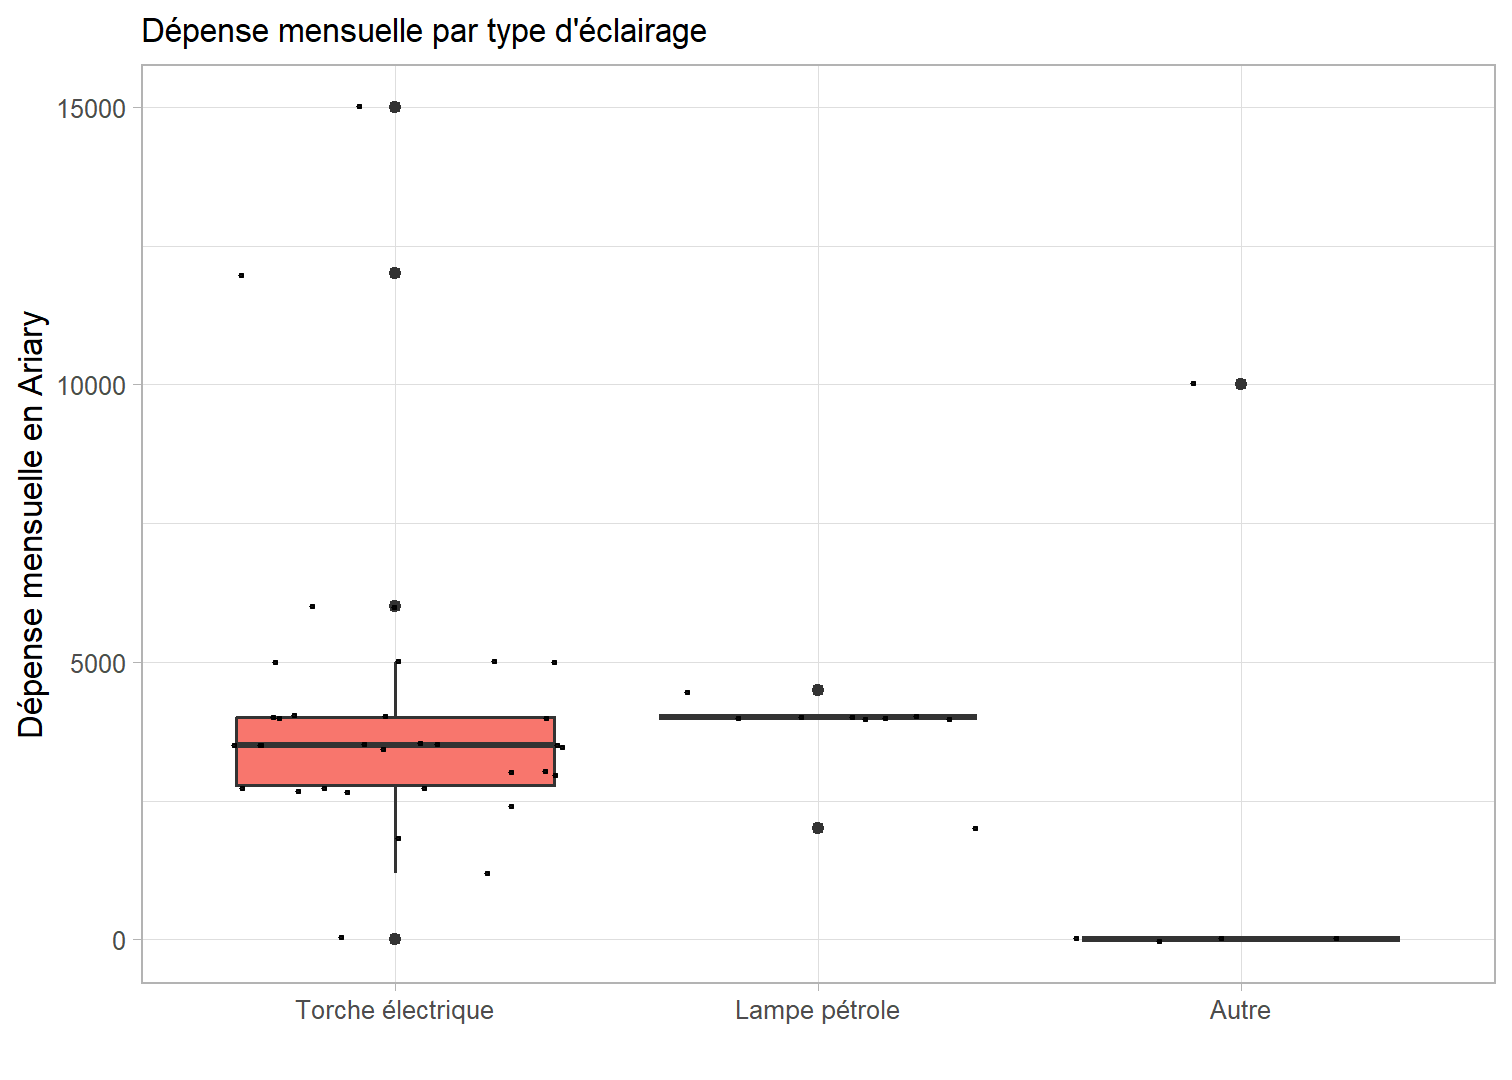 Dépense mensuelle par type d'éclairage
Dépense mensuelle en Ariary
15000
10000
5000
0
Torche électrique
Lampe pétrole
Autre